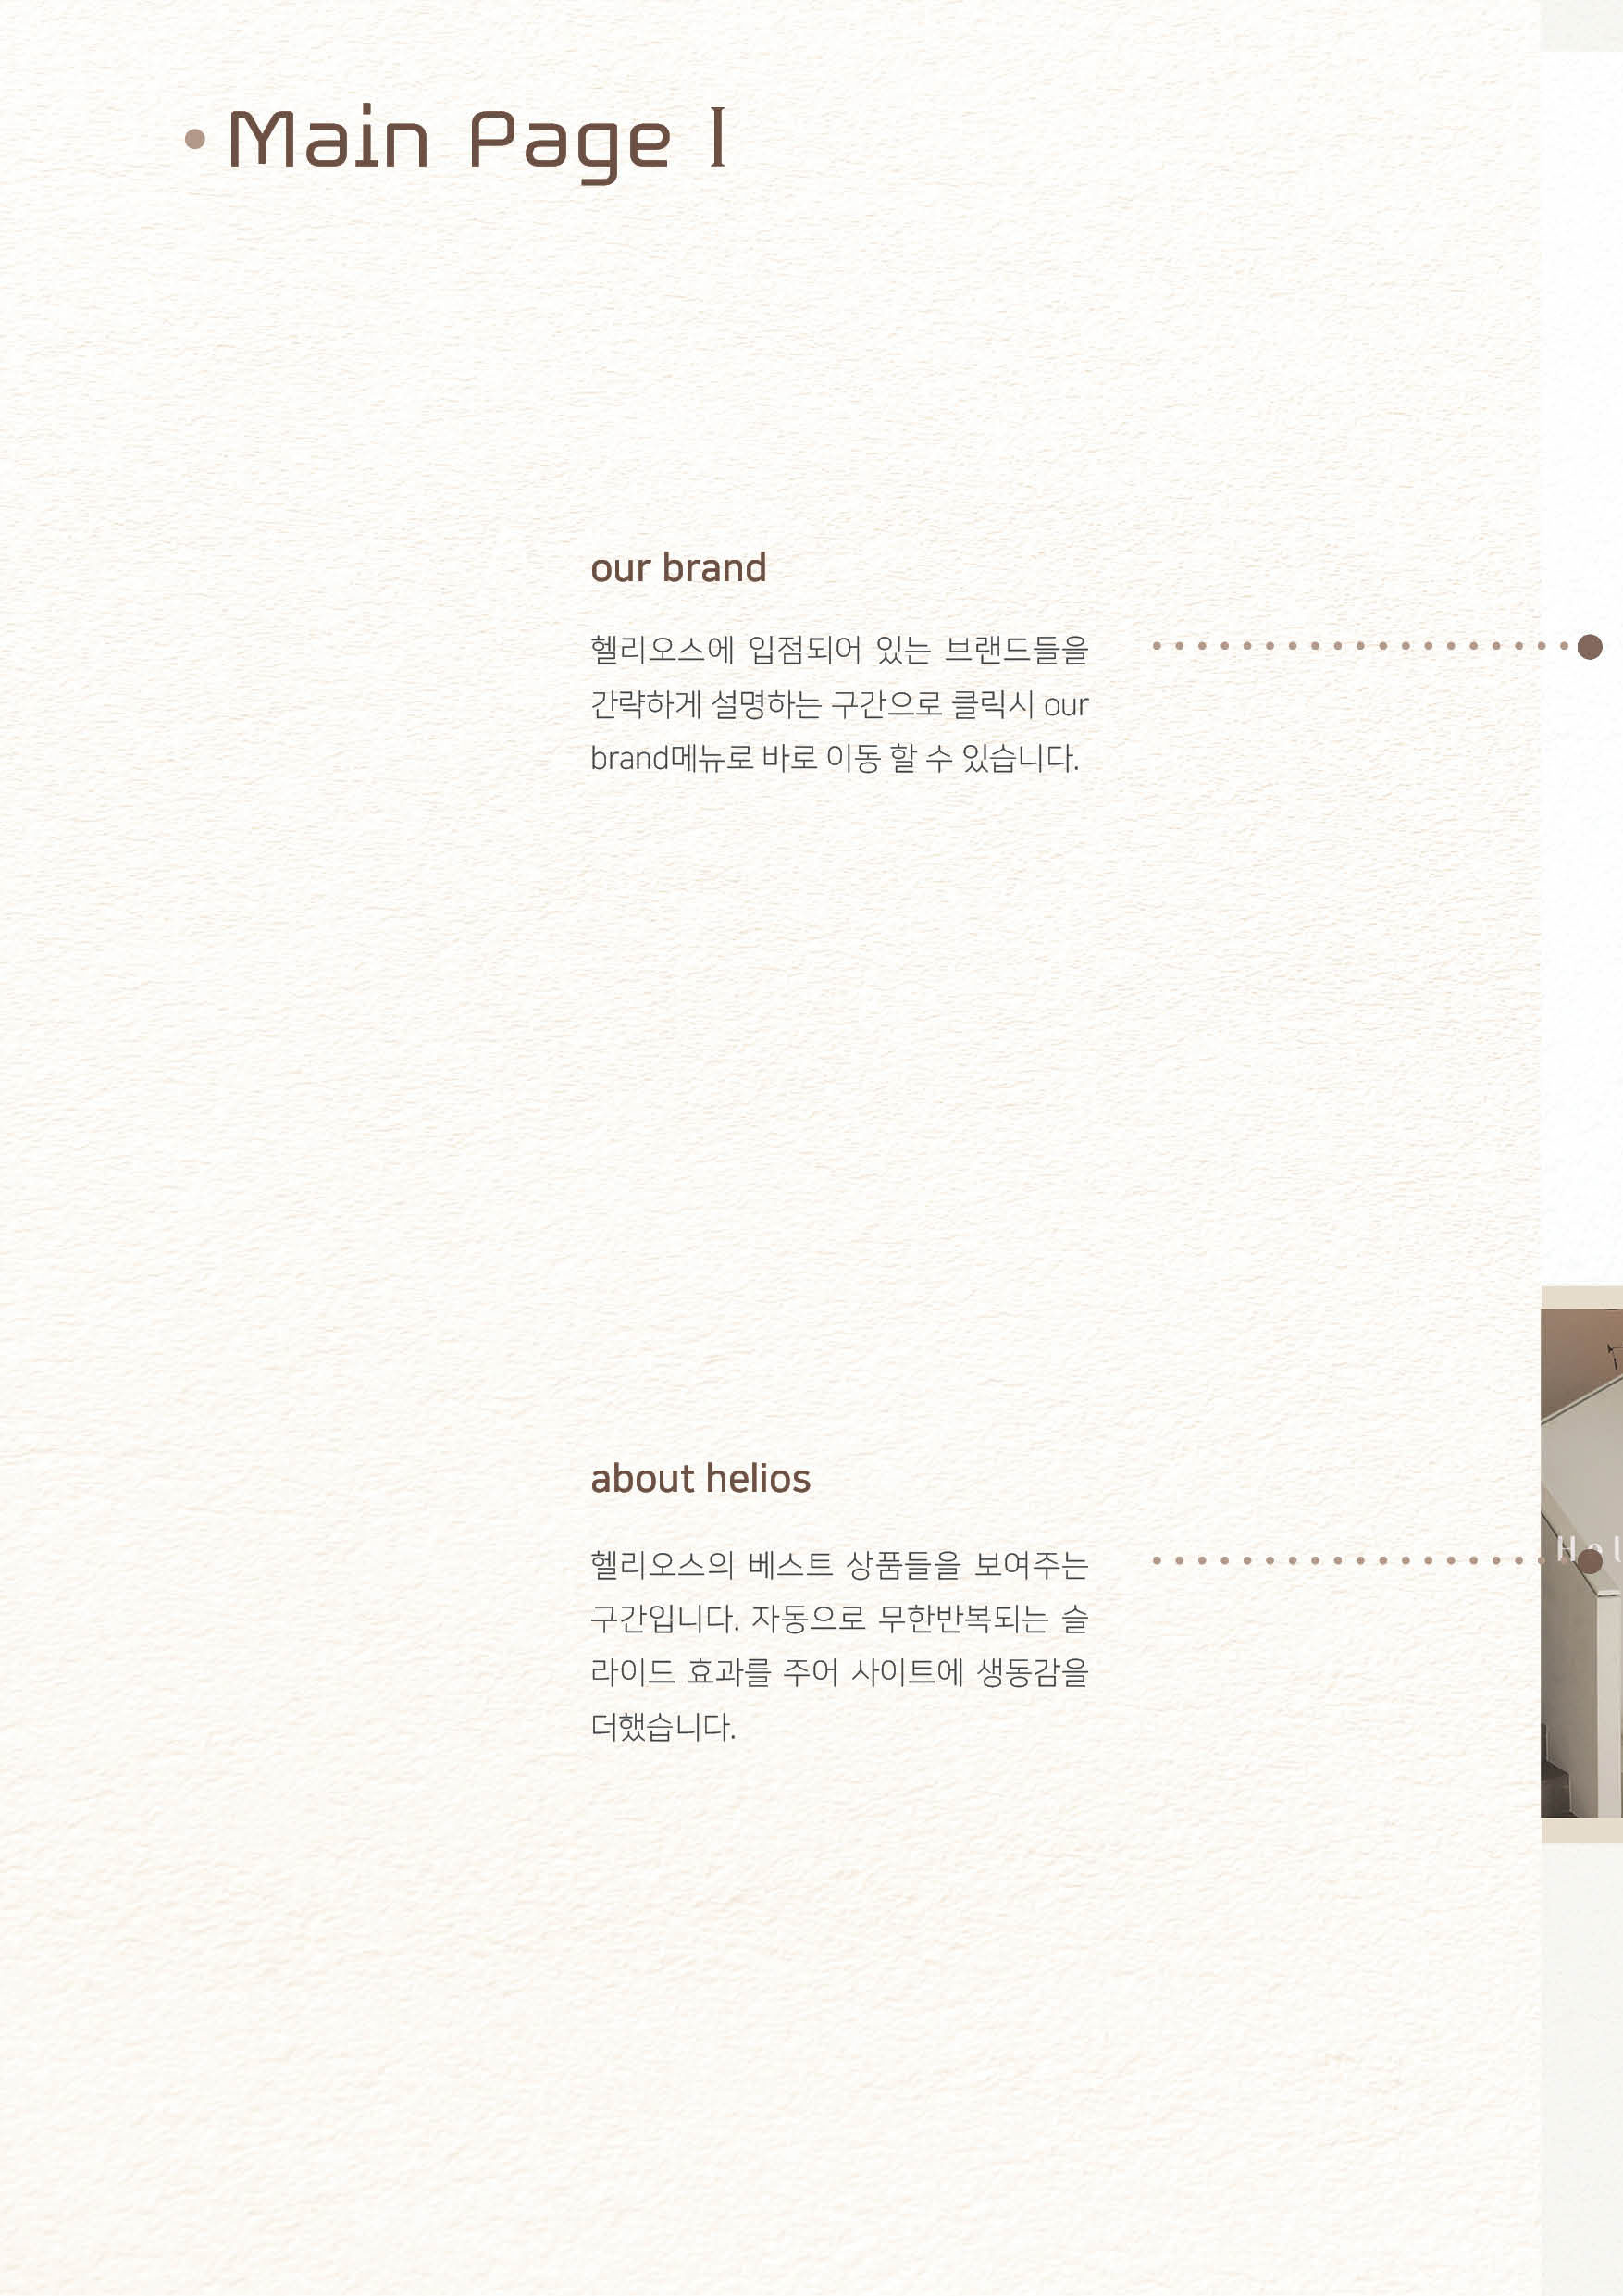 Main Page I
our brand
헬리오스에 입점되어 있는 브랜드들을
간략하게 설명하는 구간으로 클릭시 our
brand메뉴로 바로 이동 할 수 있습니다.
about helios
헬리오스의 베스트 상품들을 보여주는
구간입니다. 자동으로 무한반복되는 슬
라이드 효과를 주어 사이트에 생동감을
더했습니다.